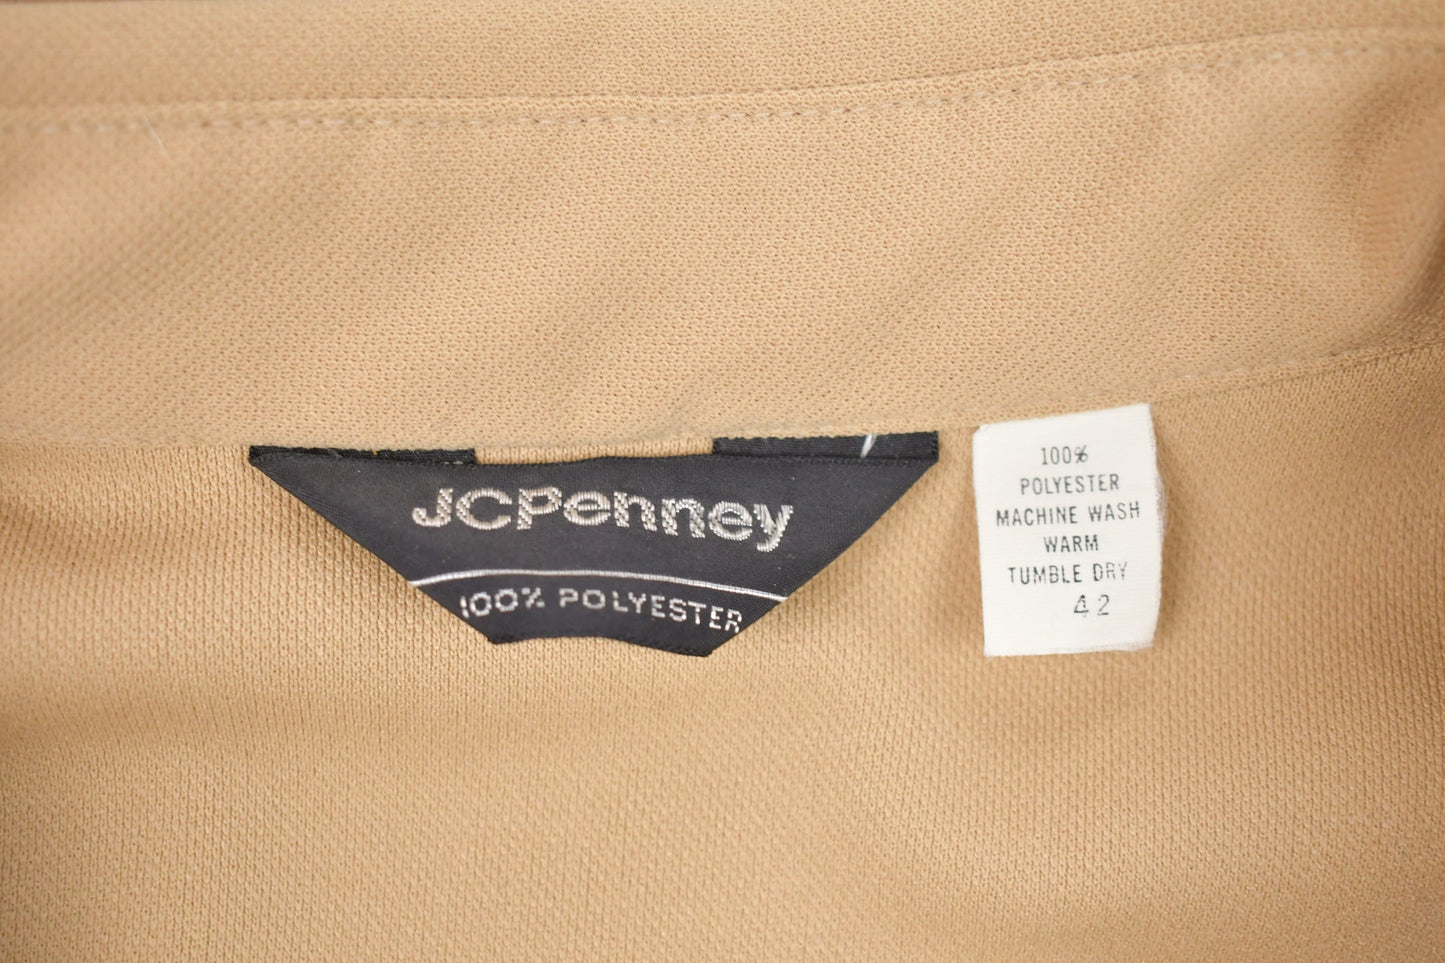 JCPenney
100% POLYESTER
100%
POLYESTER
MACHINE WASH
WARM
TUMBLE DRY
42